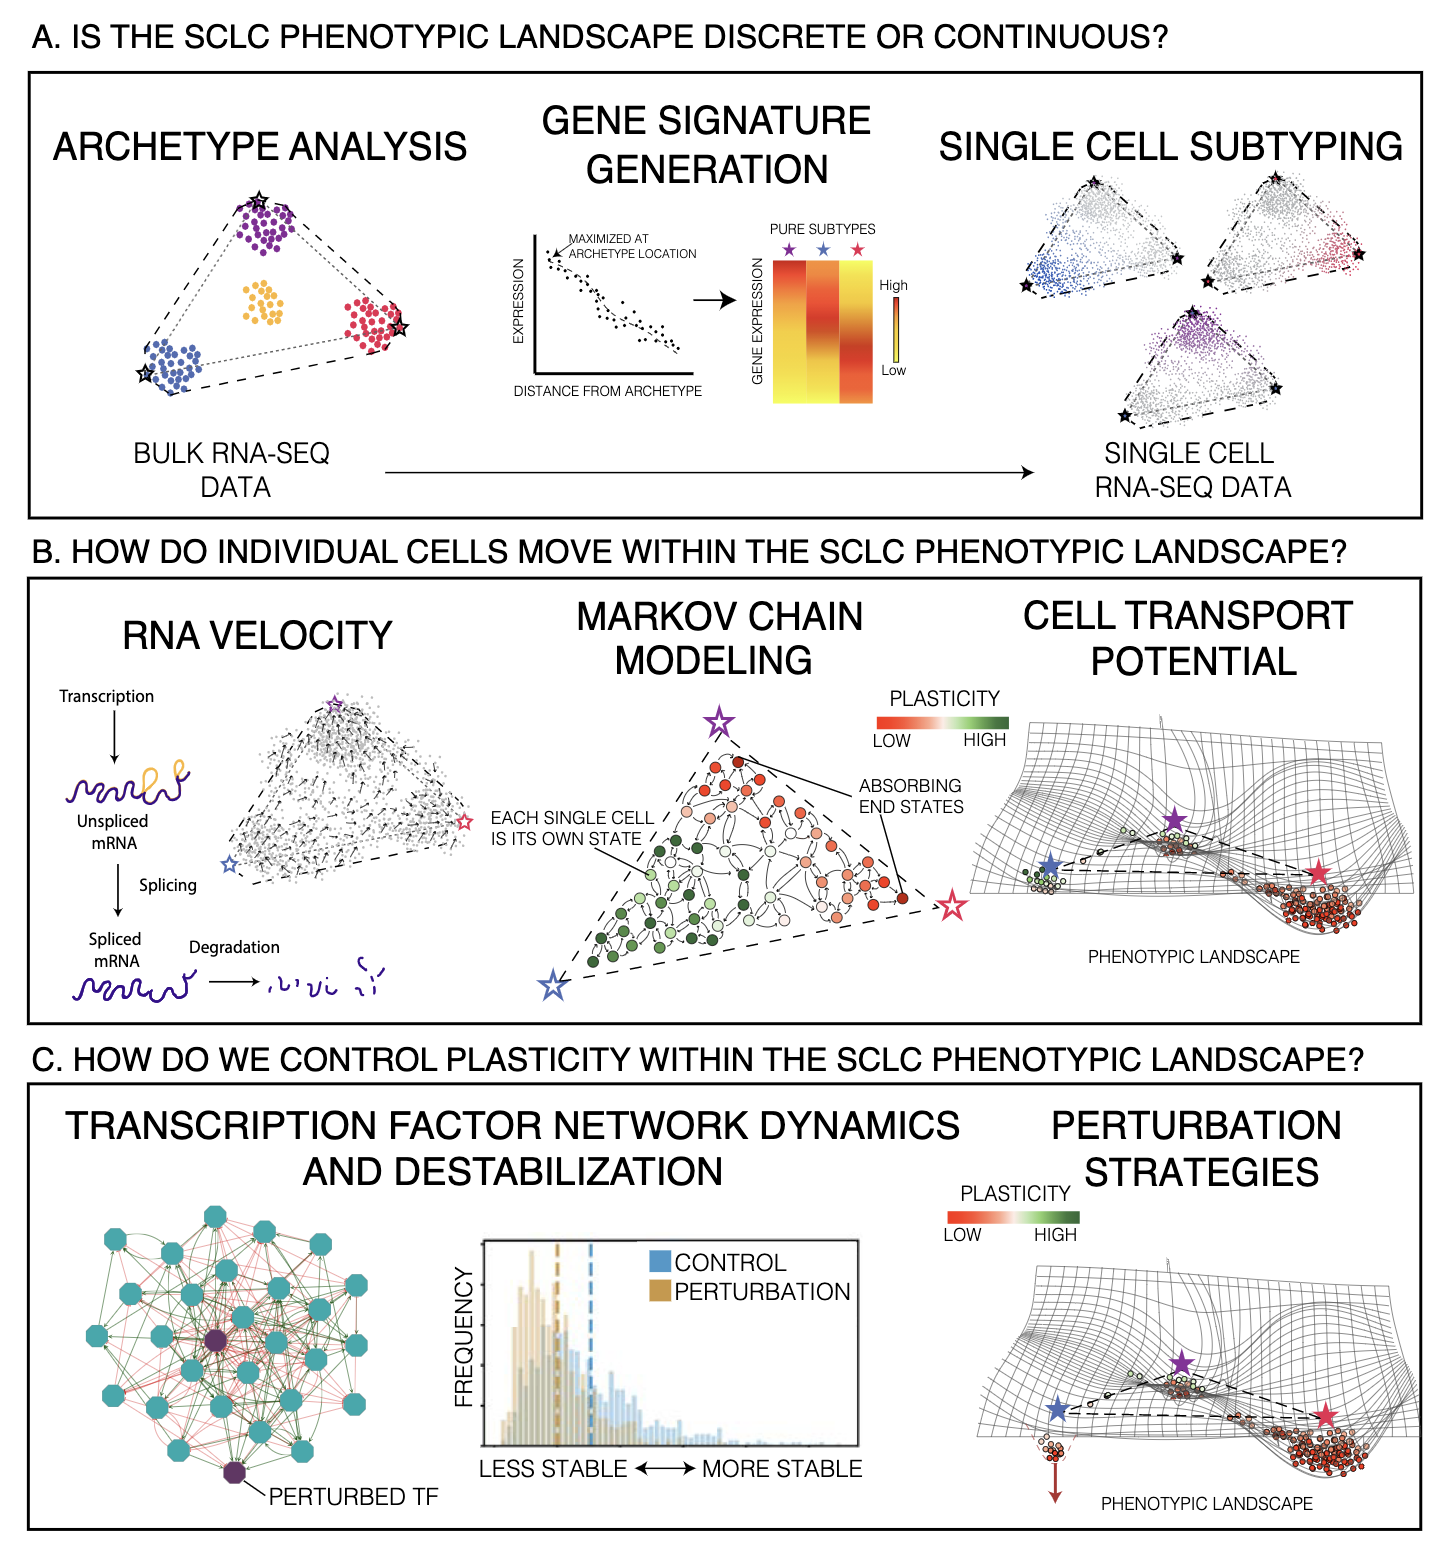 A. IS THE SCLC PHENOTYPIC LANDSCAPE DISCRETE OR CONTINUOUS?
ARCHETYPE ANALYSIS
GENE SIGNATURE
GENERATION
SINGLE CELL SUBTYPING
MAXIMIZED AT
ARCHETYPE LOCATION
EXPRESSION
DISTANCE FROM ARCHETYPE
PURE SUBTYPES
GENE EXPRESSION
High
Low
BULK RNA-SEQ
DATA
SINGLE CELL
RNA-SEQ DATA
B. HOW DO INDIVIDUAL CELLS MOVE WITHIN THE SCLC PHENOTYPIC LANDSCAPE?
RNA VELOCITY
Transcription
Unspliced
mRNA
Splicing
Spliced
mRNA
Degradation
MARKOV CHAIN
MODELING
EACH SINGLE CELL
IS ITS OWN STATE
ABSORBING
END STATES
CELL TRANSPORT
POTENTIAL
PLASTICITY
LOW
HIGH
PHENOTYPIC LANDSCAPE
C. HOW DO WE CONTROL PLASTICITY WITHIN THE SCLC PHENOTYPIC LANDSCAPE?
TRANSCRIPTION FACTOR NETWORK DYNAMICS
AND DESTABILIZATION
PERTURBED TF
FREQUENCY
CONTROL
PERTURBATION
LESS STABLE
MORE STABLE
PERTURBATION
STRATEGIES
PLASTICITY
LOW
HIGH
PHENOTYPIC LANDSCAPE